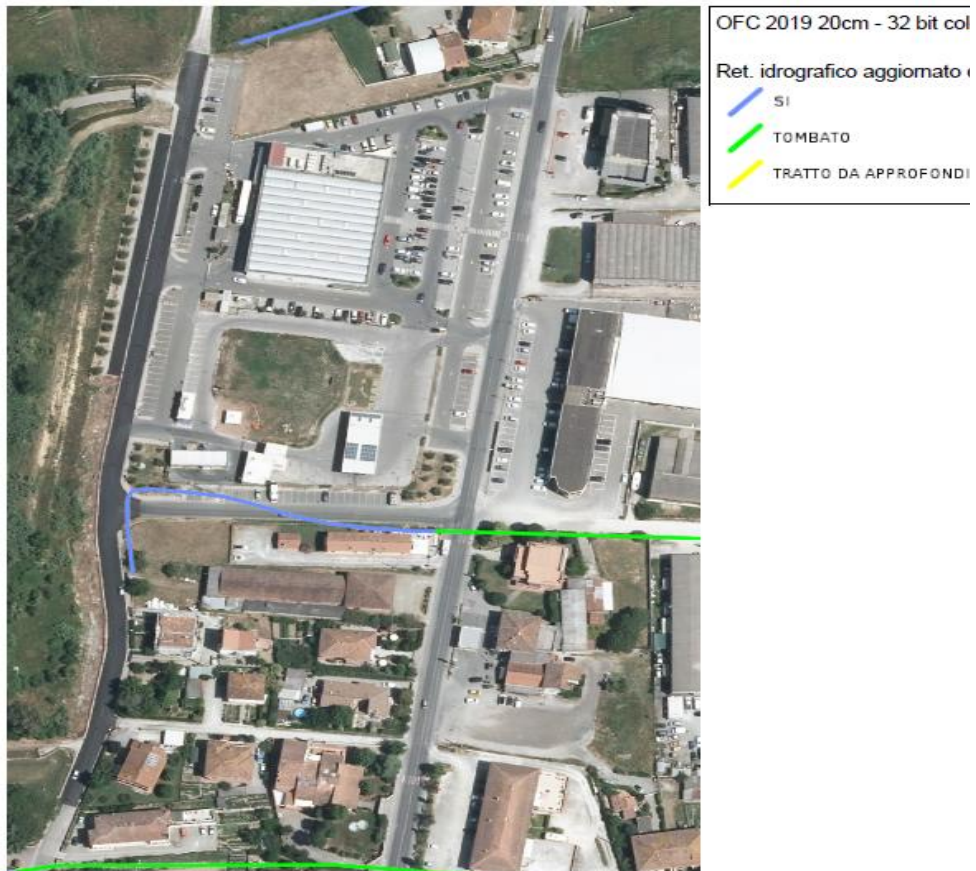 OFC 2019 20cm - 32 bit col
Ret. idrografico aggiornato
SI
TOMBATO
TRATTO DA APPROFONDI